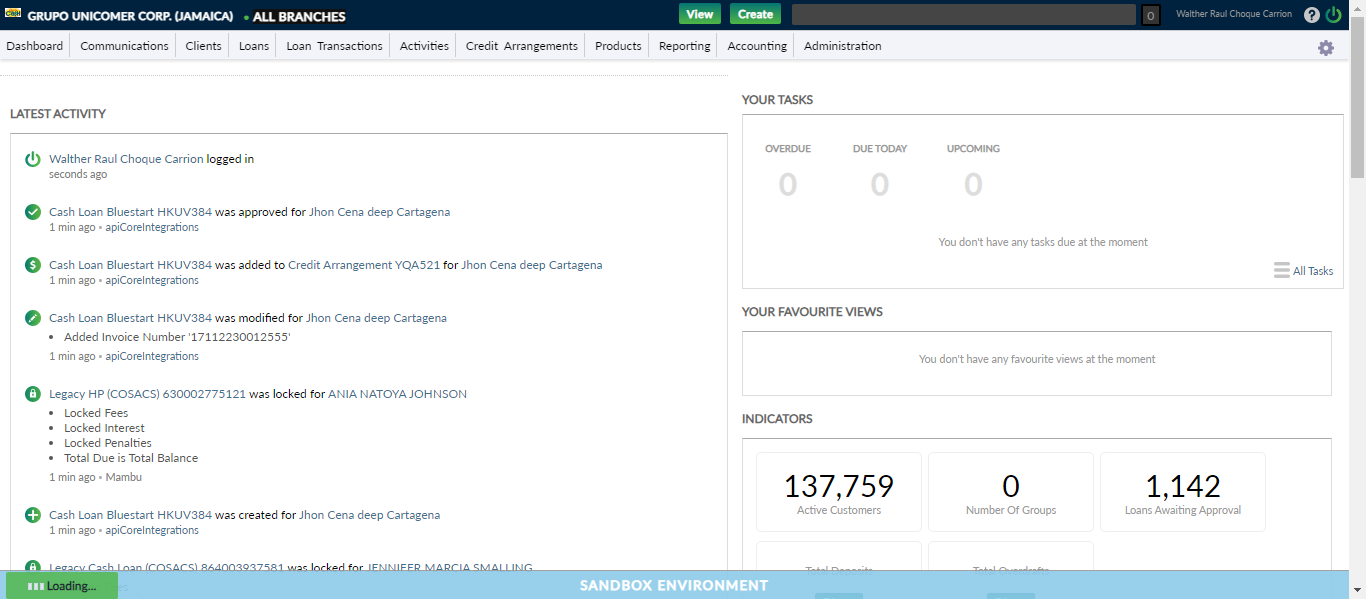 CASH
GRUPO UNICOMER CORP. (JAMAICA) • ALL BRANCHES
View Create
0
Walther Raul Choque Carrion
?
Dashboard Communications Clients Loans Loan Transactions Activities Credit Arrangements Products Reporting Accounting Administration
LATEST ACTIVITY
Walther Raul Choque Carrion logged in
seconds ago
Cash Loan Bluestart HKUV384 was approved for Jhon Cena deep Cartagena
1 min ago • apiCoreIntegrations
$ Cash Loan Bluestart HKUV384 was added to Credit Arrangement YQA521 for Jhon Cena deep Cartagena
1 min ago • apiCoreIntegrations
Cash Loan Bluestart HKUV384 was modified for Jhon Cena deep Cartagena
• Added Invoice Number '17112230012555'
1 min ago • apiCoreIntegrations
Legacy HP (COSACS) 630002775121 was locked for ANIA NATOYA JOHNSON
• Locked Fees
• Locked Interest
• Locked Penalties
• Total Due is Total Balance
1 min ago • Mambu
Cash Loan Bluestart HKUV384 was created for Jhon Cena deep Cartagena
1 min ago • apiCoreIntegrations
Legacy Cash Loan (COSACS) 864003937581 was locked for JENNIFER MARCIA SMALLING
YOUR TASKS
OVERDUE DUE TODAY UPCOMING
0 0 0
You don't have any tasks due at the moment
All Tasks
YOUR FAVOURITE VIEWS
You don't have any favourite views at the moment
INDICATORS
137,759 0 1,142
Active Customers Number Of Groups Loans Awaiting Approval
Total Deposits Total Overdrafts
Loading...
SANDBOX ENVIRONMENT